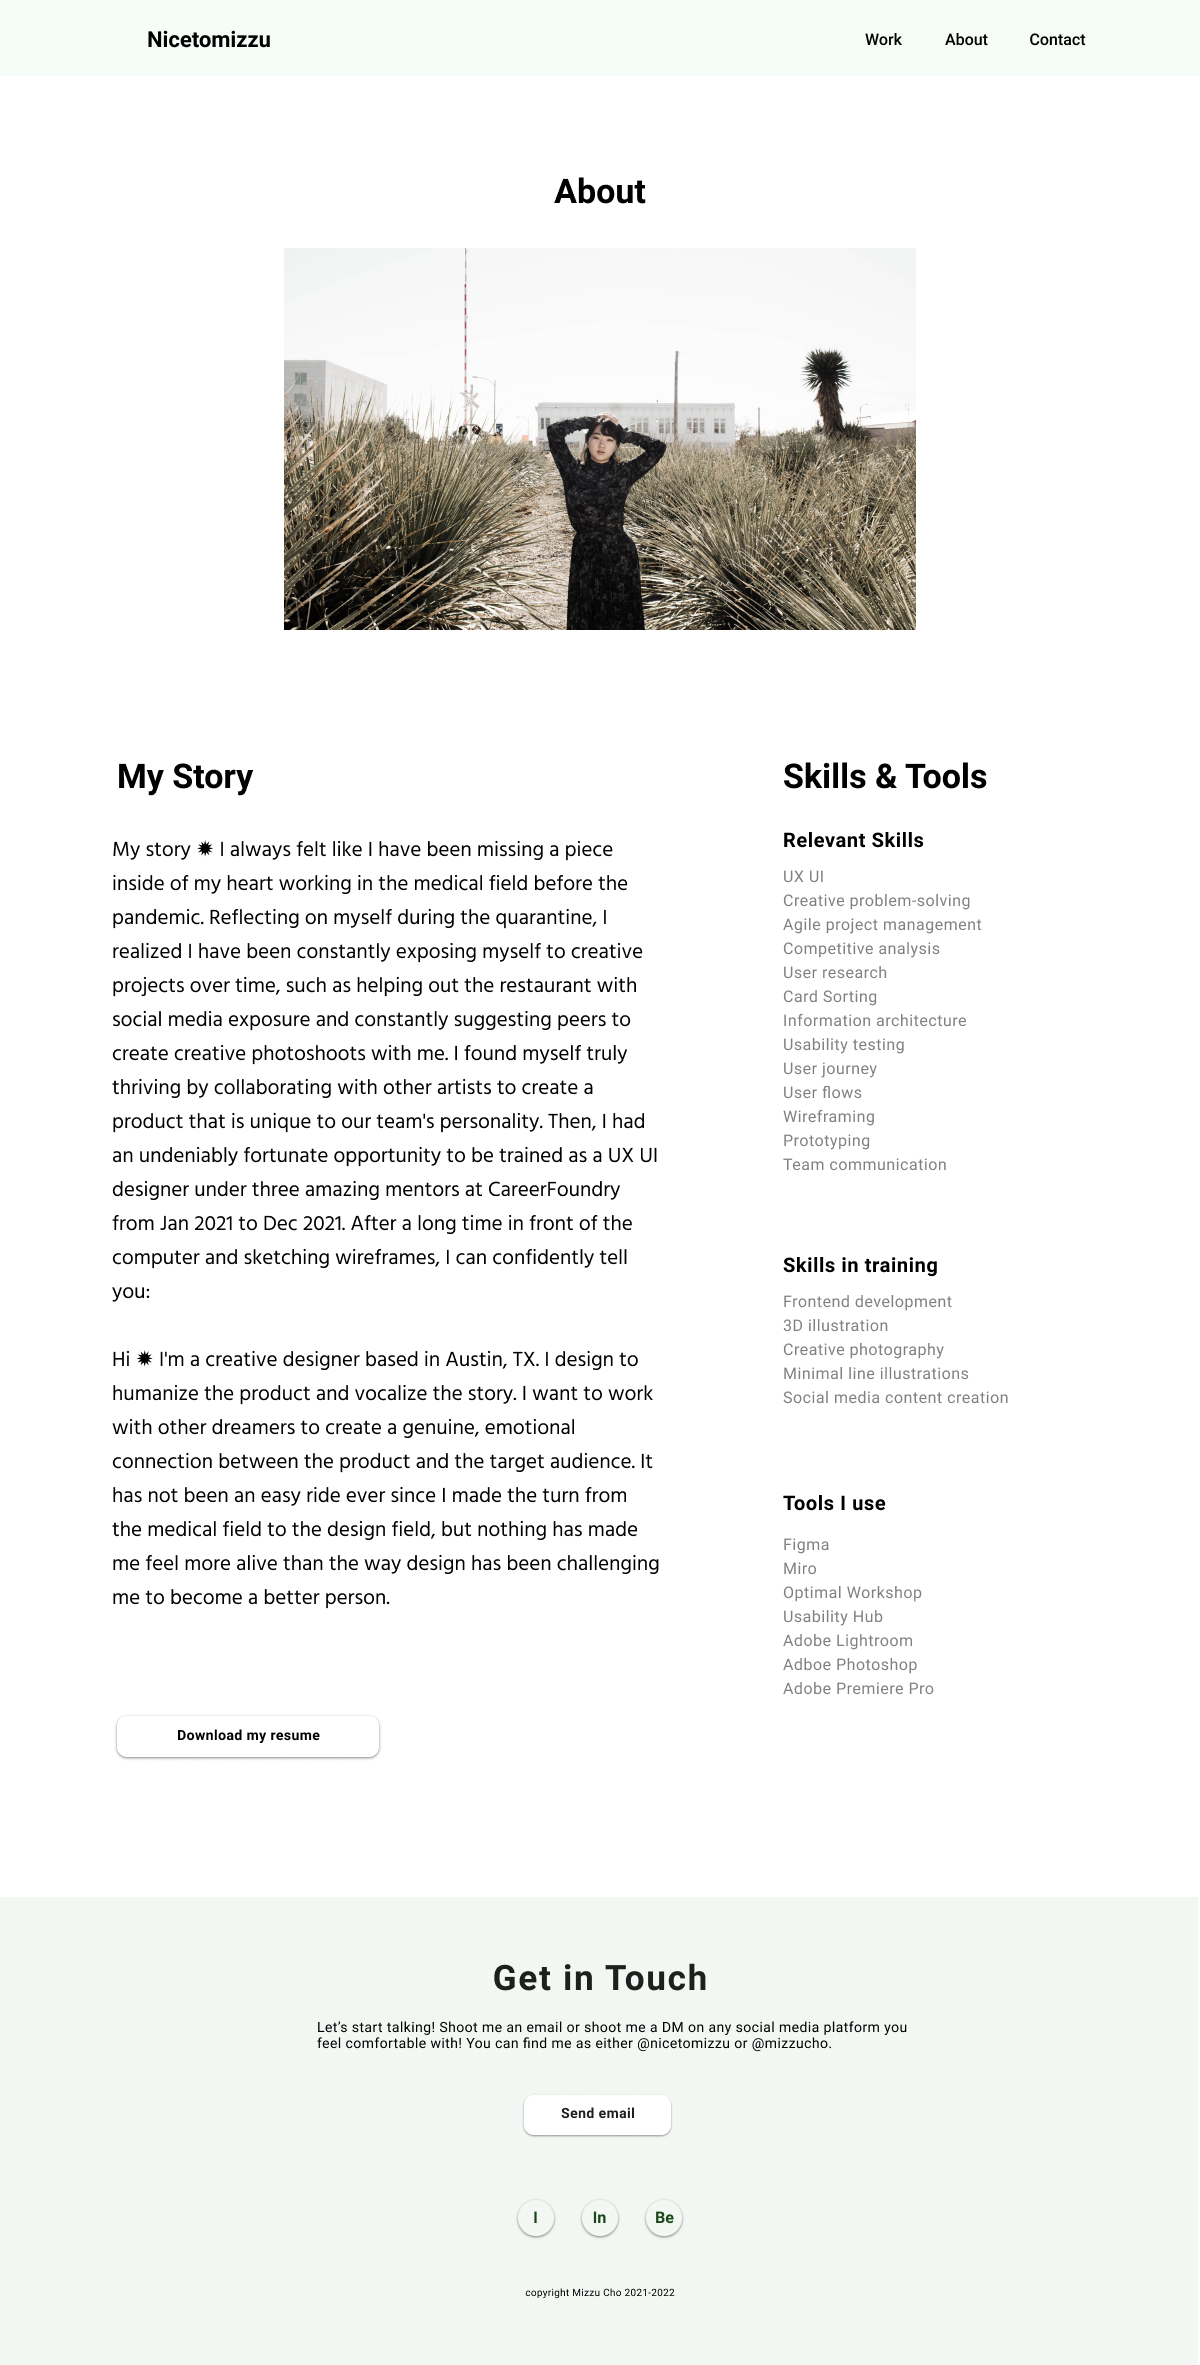 Nicetomizzu
Work
About
Contact
About
My Story
My story ✹ I always felt like I have been missing a piece
inside of my heart working in the medical field before the
pandemic. Reflecting on myself during the quarantine, I
realized I have been constantly exposing myself to creative
projects over time, such as helping out the restaurant with
social media exposure and constantly suggesting peers to
create creative photoshoots with me. I found myself truly
thriving by collaborating with other artists to create a
product that is unique to our team's personality. Then, I had
an undeniably fortunate opportunity to be trained as a UX UI
designer under three amazing mentors at CareerFoundry
from Jan 2021 to Dec 2021. After a long time in front of the
computer and sketching wireframes, I can confidently tell
you:
Hi ✹ I'm a creative designer based in Austin, TX. I design to
humanize the product and vocalize the story. I want to work
with other dreamers to create a genuine, emotional
connection between the product and the target audience. It
has not been an easy ride ever since I made the turn from
the medical field to the design field, but nothing has made
me feel more alive than the way design has been challenging
me to become a better person.
Download my resume
Skills & Tools
Relevant Skills
UX UI
Creative problem-solving
Agile project management
Competitive analysis
User research
Card Sorting
Information architecture
Usability testing
User journey
User flows
Wireframing
Prototyping
Team communication
Skills in training
Frontend development
3D illustration
Creative photography
Minimal line illustrations
Social media content creation
Tools I use
Figma
Miro
Optimal Workshop
Usability Hub
Adobe Lightroom
Adboe Photoshop
Adobe Premiere Pro
Get in Touch
Let’s start talking! Shoot me an email or shoot me a DM on any social media platform you
feel comfortable with! You can find me as either @nicetomizzu or @mizzucho.
Send email
I
In
Be
copyright Mizzu Cho 2021-2022